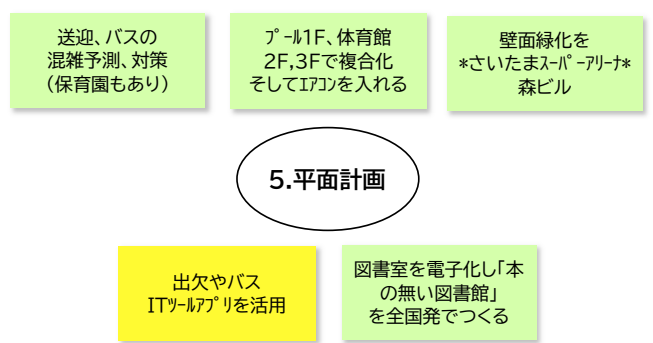 送迎、バスの
混雑予測、対策
（保育園もあり）
ﾌﾟｰﾙ1F、体育館
2F,3Fで複合化
そしてｴｱｺﾝを入れる
壁面緑化を
*さいたまｽｰﾊﾟｰｱﾘｰﾅ*
森ビル
5.平面計画
出欠やバス
ITﾂｰﾙｱﾌﾟﾘを活用
図書室を電子化し「本
の無い図書館」
を全国発でつくる